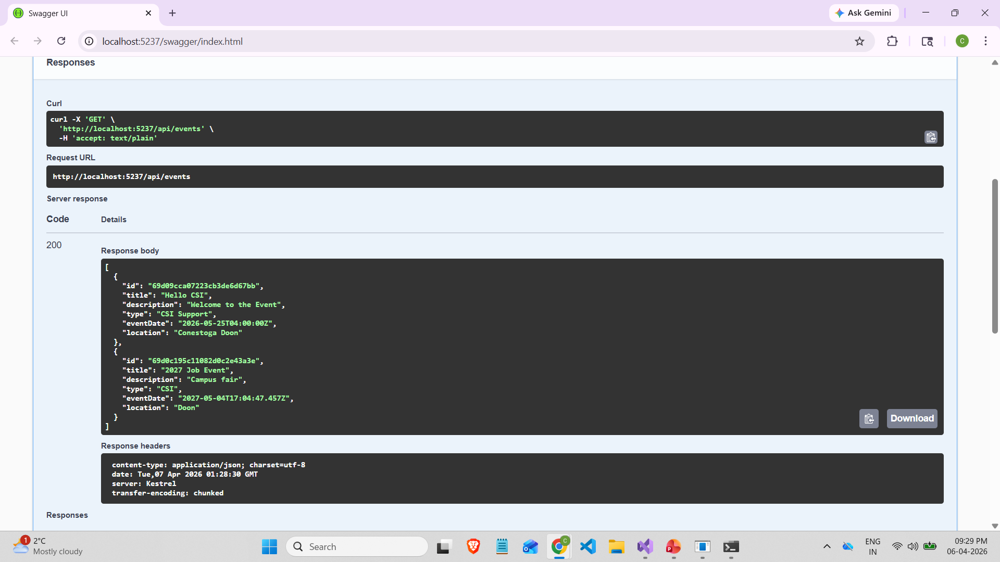 Swagger UI
Ask Gemini
localhost:5237/swagger/index.html
C
Responses
Curl
curl -X 'GET' \
  'http://localhost:5237/api/events' \
  -H 'accept: text/plain'
Request URL
http://localhost:5237/api/events
Server response
Code Details
200
Response body
[
  {
    "id": "69d09cca07223cb3de6d67bb",
    "title": "Hello CSI",
    "description": "Welcome to the Event",
    "type": "CSI Support",
    "eventDate": "2026-05-25T04:00:00Z",
    "location": "Conestoga Doon"
  },
  {
    "id": "69d0c195c11082d0c2e43a3e",
    "title": "2027 Job Event",
    "description": "Campus fair",
    "type": "CSI",
    "eventDate": "2027-05-04T17:04:47.457Z",
    "location": "Doon"
  }
]
Download
Response headers
content-type: application/json; charset=utf-8
date: Tue,07 Apr 2026 01:28:30 GMT
server: Kestrel
transfer-encoding: chunked
Responses
1
2°C
Mostly cloudy
Search
C
ENG
IN
09:29 PM
06-04-2026